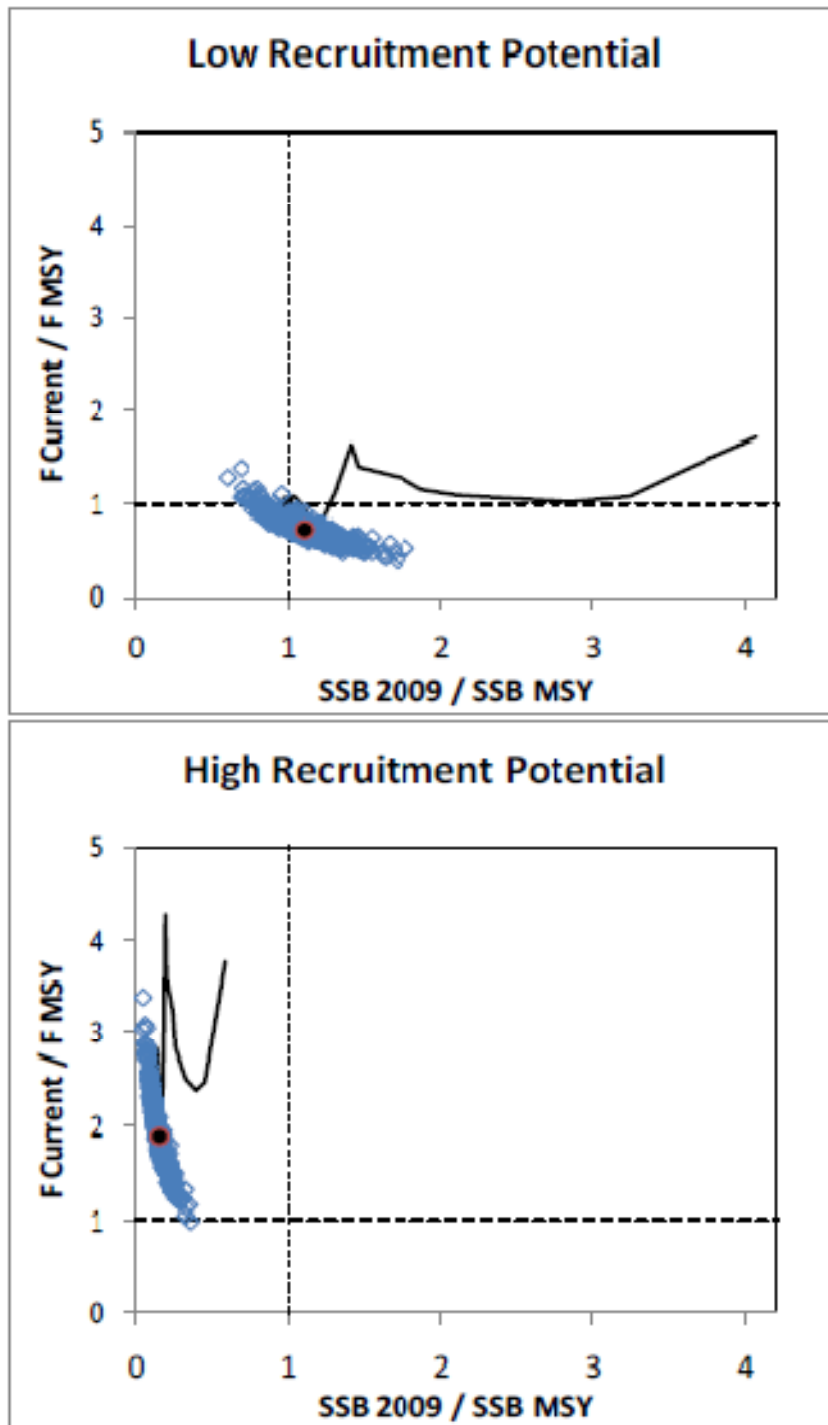 Low Recruitment Potential
5
4
3
2
1
0
F Current / F MSY
0 1 2 3 4
SSB 2009 / SSB MSY
High Recruitment Potential
5
4
3
2
1
0
F Current / F MSY
0 1 2 3 4
SSB 2009 / SSB MSY